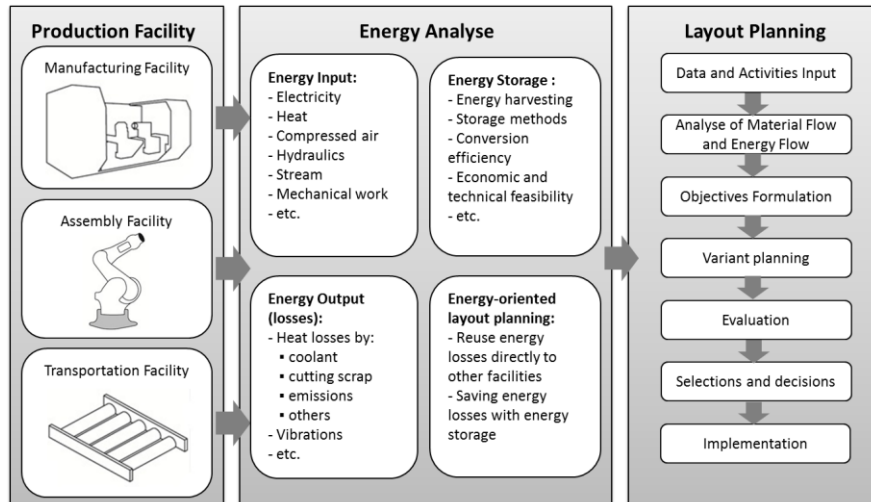 Production Facility
Manufacturing Facility
Assembly Facility
Transportation Facility
Energy Analyse
Energy Input:
- Electricity
- Heat
- Compressed air
- Hydraulics
- Stream
- Mechanical work
- etc.
Energy Storage :
- Energy harvesting
- Storage methods
- Conversion
efficiency
- Economic and
technical feasibility
- etc.
Energy Output
(losses):
- Heat losses by:
▪ coolant
▪ cutting scrap
▪ emissions
▪ others
- Vibrations
- etc.
Energy-oriented
layout planning:
- Reuse energy
losses directly to
other facilities
- Saving energy
losses with energy
storage
Layout Planning
Data and Activities Input
Analyse of Material Flow
and Energy Flow
Objectives Formulation
Variant planning
Evaluation
Selections and decisions
Implementation